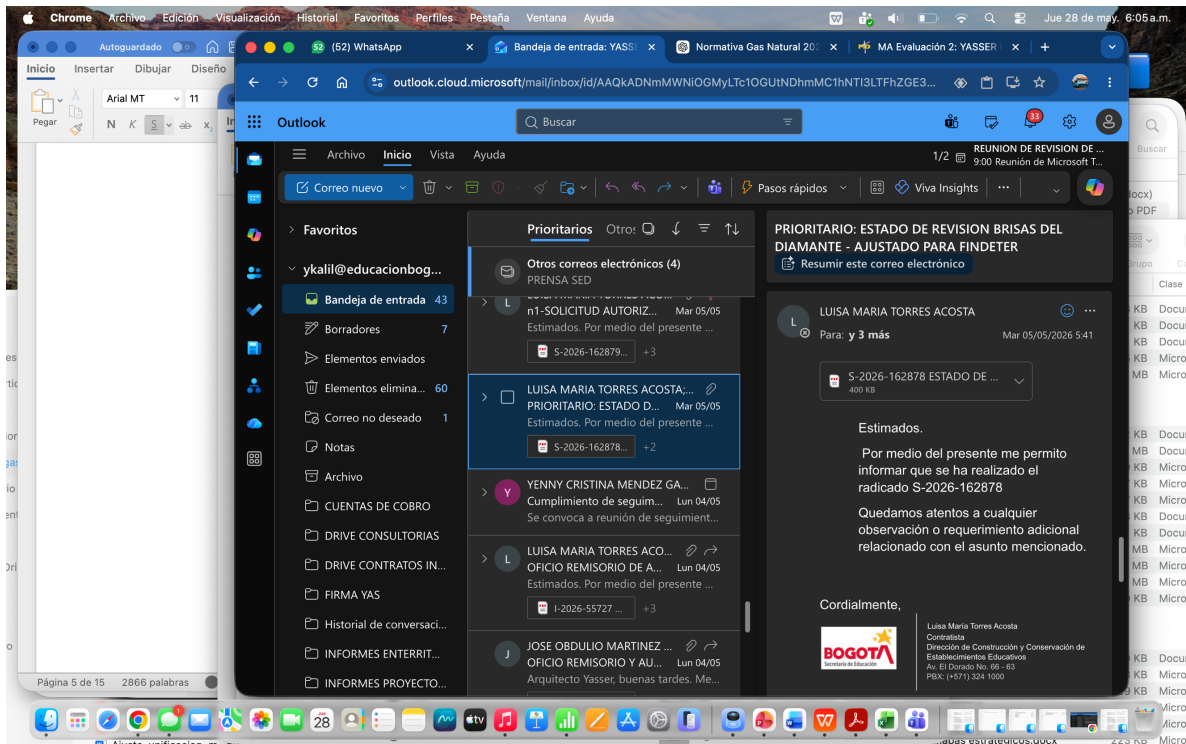 Chrome Archivo Edición Visualización Historial Favoritos Perfiles Pestaña Ventana Ayuda
Jue 28 de may. 6:05 a.m.
Autoguardado
Inicio Insertar Dibujar Diseño
Pegar
Arial MT 11
N K S ab x
(52) WhatsApp
Bandeja de entrada: YASSE
Normativa Gas Natural 202
MA Evaluación 2: YASSER
outlook.cloud.microsoft/mail/inbox/id/AAQkADNmMWNiOGMyLTc1OGUtNDhmMC1hNTI3LTFhZGE3...
Outlook
Buscar
33
Archivo Inicio Vista Ayuda
1/2
REUNION DE REVISION DE ...
9:00 Reunión de Microsoft T...
Correo nuevo
Pasos rápidos
Viva Insights
Favoritos
ykalil@educacionbog...
Bandeja de entrada 43
Borradores 7
Elementos enviados
Elementos elimina... 60
Correo no deseado 1
Notas
Archivo
CUENTAS DE COBRO
DRIVE CONSULTORIAS
DRIVE CONTRATOS IN...
FIRMA YAS
Historial de conversaci...
INFORMES ENTERRIT...
INFORMES PROYECTO...
Prioritarios Otros
Otros correos electrónicos (4)
PRENSA SED
L
n1-SOLICITUD AUTORIZ... Mar 05/05
Estimados. Por medio del presente ...
S-2026-162879... +3
LUISA MARIA TORRES ACOSTA;...
PRIORITARIO: ESTADO D... Mar 05/05
Estimados. Por medio del presente ...
S-2026-162878... +2
Y
YENNY CRISTINA MENDEZ GA...
Cumplimiento de seguim... Lun 04/05
Se convoca a reunión de seguimient...
L
LUISA MARIA TORRES ACO...
OFICIO REMISORIO DE A... Lun 04/05
Estimados. Por medio del presente ...
I-2026-55727 ... +3
J
JOSE OBDULIO MARTINEZ ...
OFICIO REMISORIO Y AU... Lun 04/05
Arquitecto Yasser, buenas tardes. Me...
PRIORITARIO: ESTADO DE REVISION BRISAS DEL
DIAMANTE - AJUSTADO PARA FINDETER
Resumir este correo electrónico
L
LUISA MARIA TORRES ACOSTA
Para: y 3 más
Mar 05/05/2026 5:41
S-2026-162878 ESTADO DE ...
400 KB
Estimados.
Por medio del presente me permito
informar que se ha realizado el
radicado S-2026-162878
Quedamos atentos a cualquier
observación o requerimiento adicional
relacionado con el asunto mencionado.
Cordialmente,
BOGOTÁ
Secretaría de Educación
Luisa María Torres Acosta
Contratista
Dirección de Construcción y Conservación de
Establecimientos Educativos
Av. El Dorado No. 66 - 63
PBX: (+571) 324 1000
Buscar
Clase
Página 5 de 15 2866 palabras
28